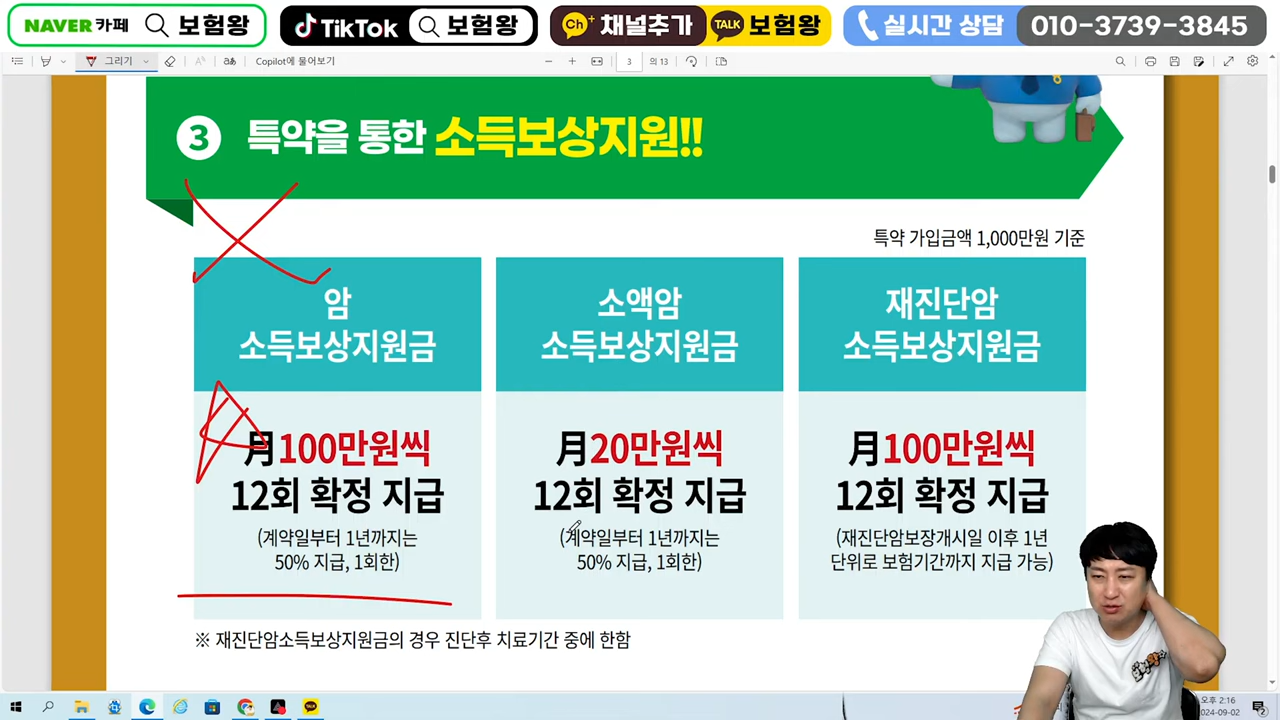 NAVER 카페 보험왕 TikTok 보험왕 Ch+ 채널추가 TALK 보험왕 실시간 상담 010-3739-3845
그리기 aあ Copilot에 물어보기 3 의 13
3 특약을 통한 소득보상지원!!
특약 가입금액 1,000만원 기준
암
소득보상지원금
月100만원씩
12회 확정 지급
(계약일부터 1년까지는
50% 지급, 1회한)
소액암
소득보상지원금
月20만원씩
12회 확정 지급
(계약일부터 1년까지는
50% 지급, 1회한)
재진단암
소득보상지원금
月100만원씩
12회 확정 지급
(재진단암보장개시일 이후 1년
단위로 보험기간까지 지급 가능)
※ 재진단암소득보상지원금의 경우 진단후 치료기간 중에 한함
오후 2:16
2024-09-02